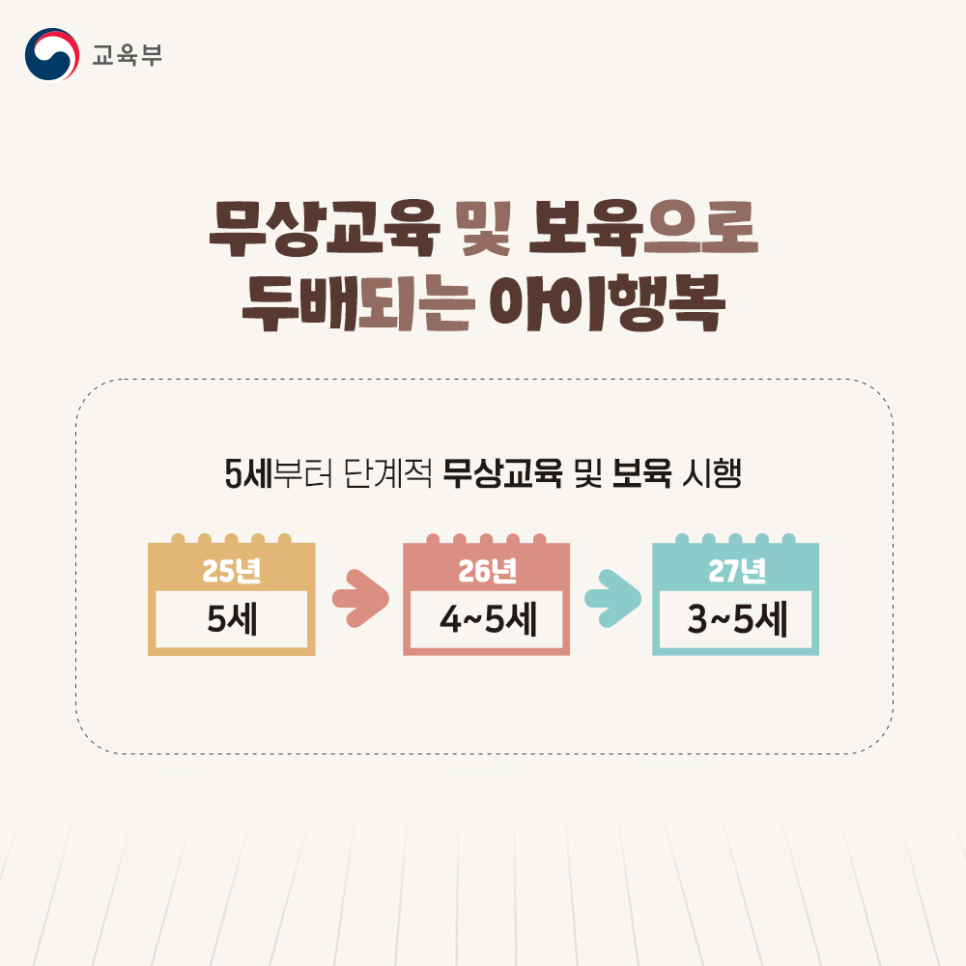 교육부
무상교육 및 보육으로
두배되는 아이행복
5세부터 단계적 무상교육 및 보육 시행
25년
5세
26년
4~5세
27년
3~5세